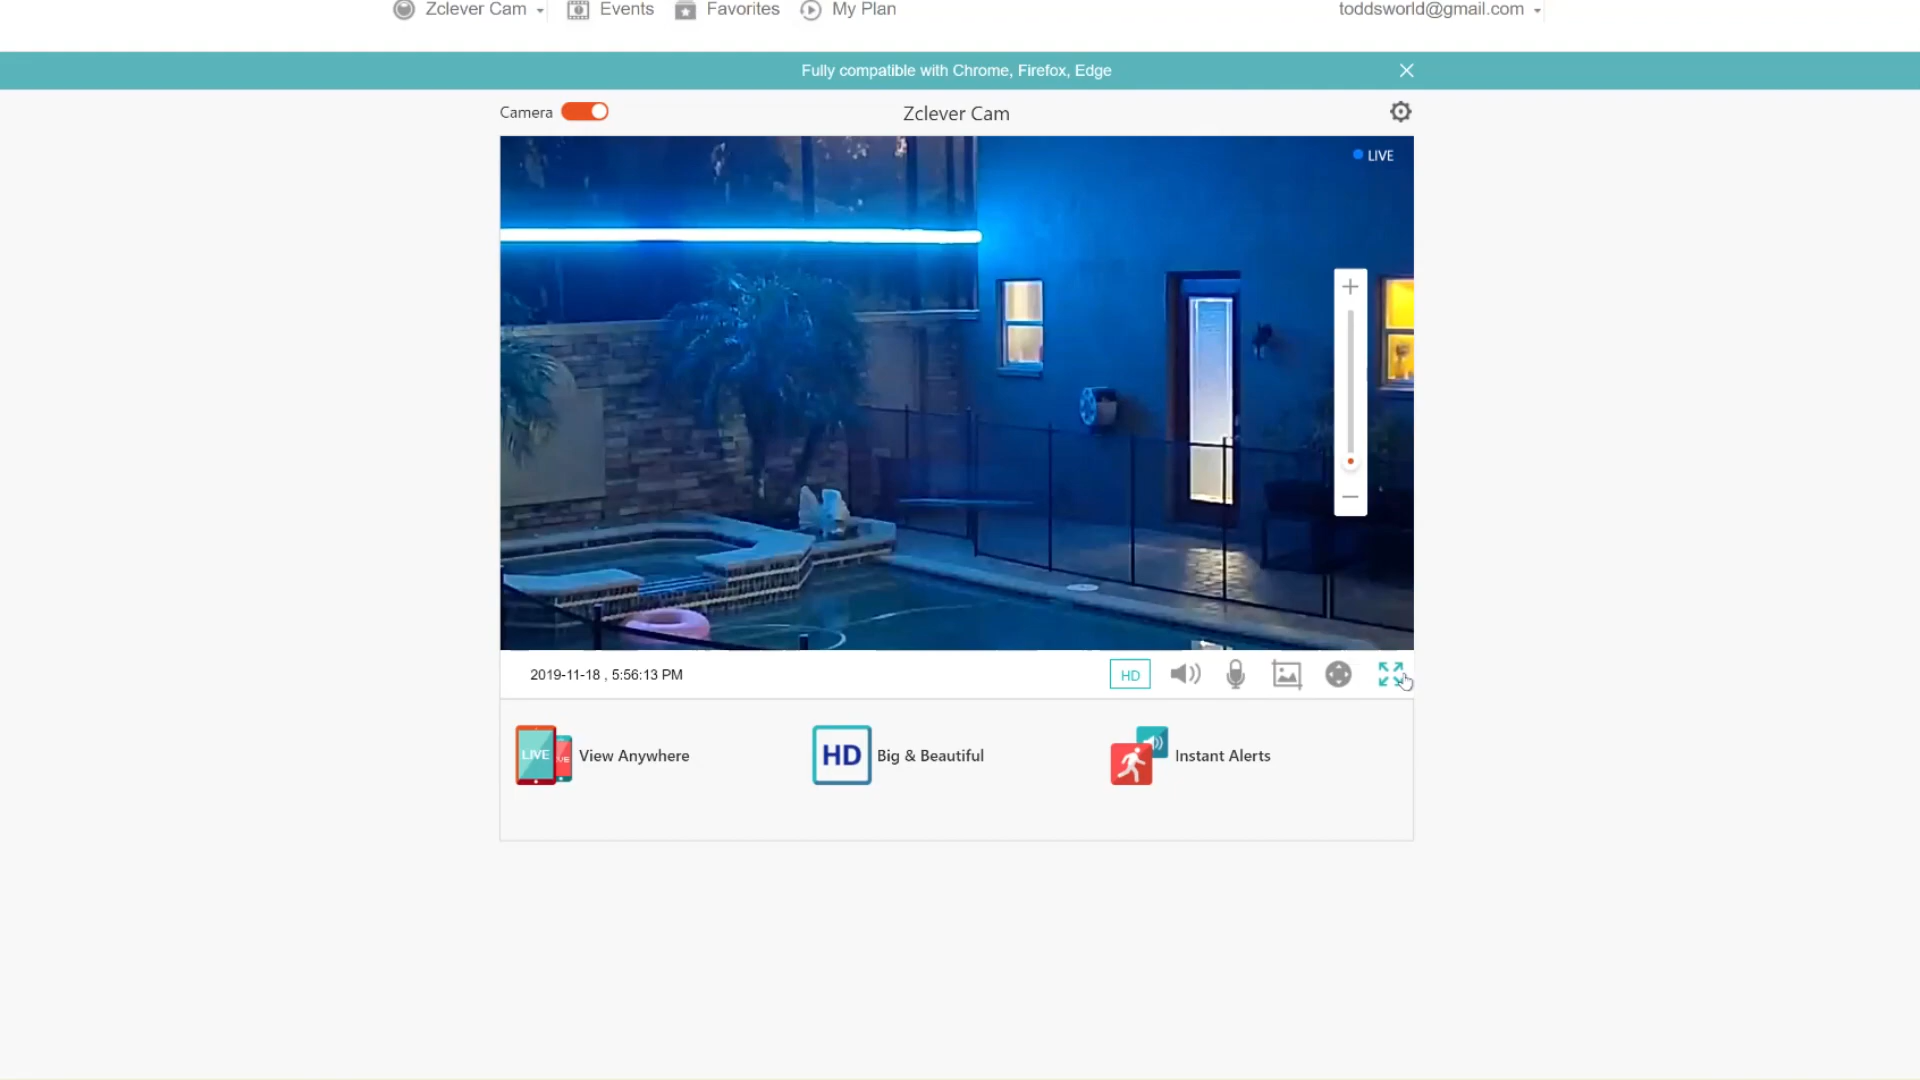 Zclever Cam
Events
Favorites
My Plan
toddsworld@gmail.com
Fully compatible with Chrome, Firefox, Edge
Camera
Zclever Cam
LIVE
2019-11-18 , 5:56:13 PM
HD
LIVE
View Anywhere
HD
Big & Beautiful
Instant Alerts